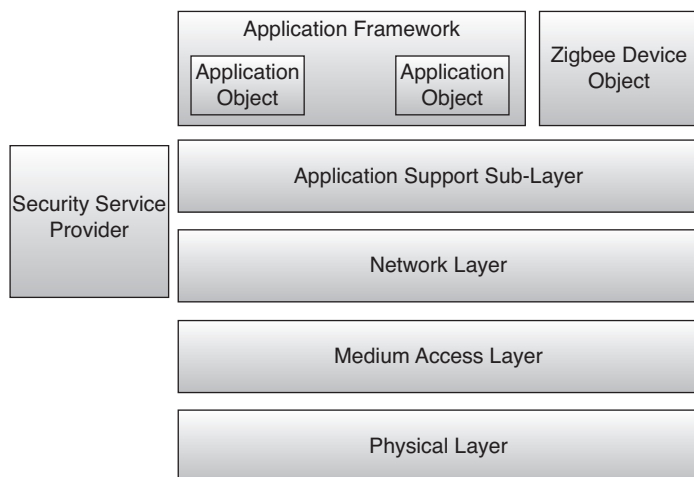 Application Framework
Application
Object
Application
Object
Zigbee Device
Object
Security Service
Provider
Application Support Sub-Layer
Network Layer
Medium Access Layer
Physical Layer